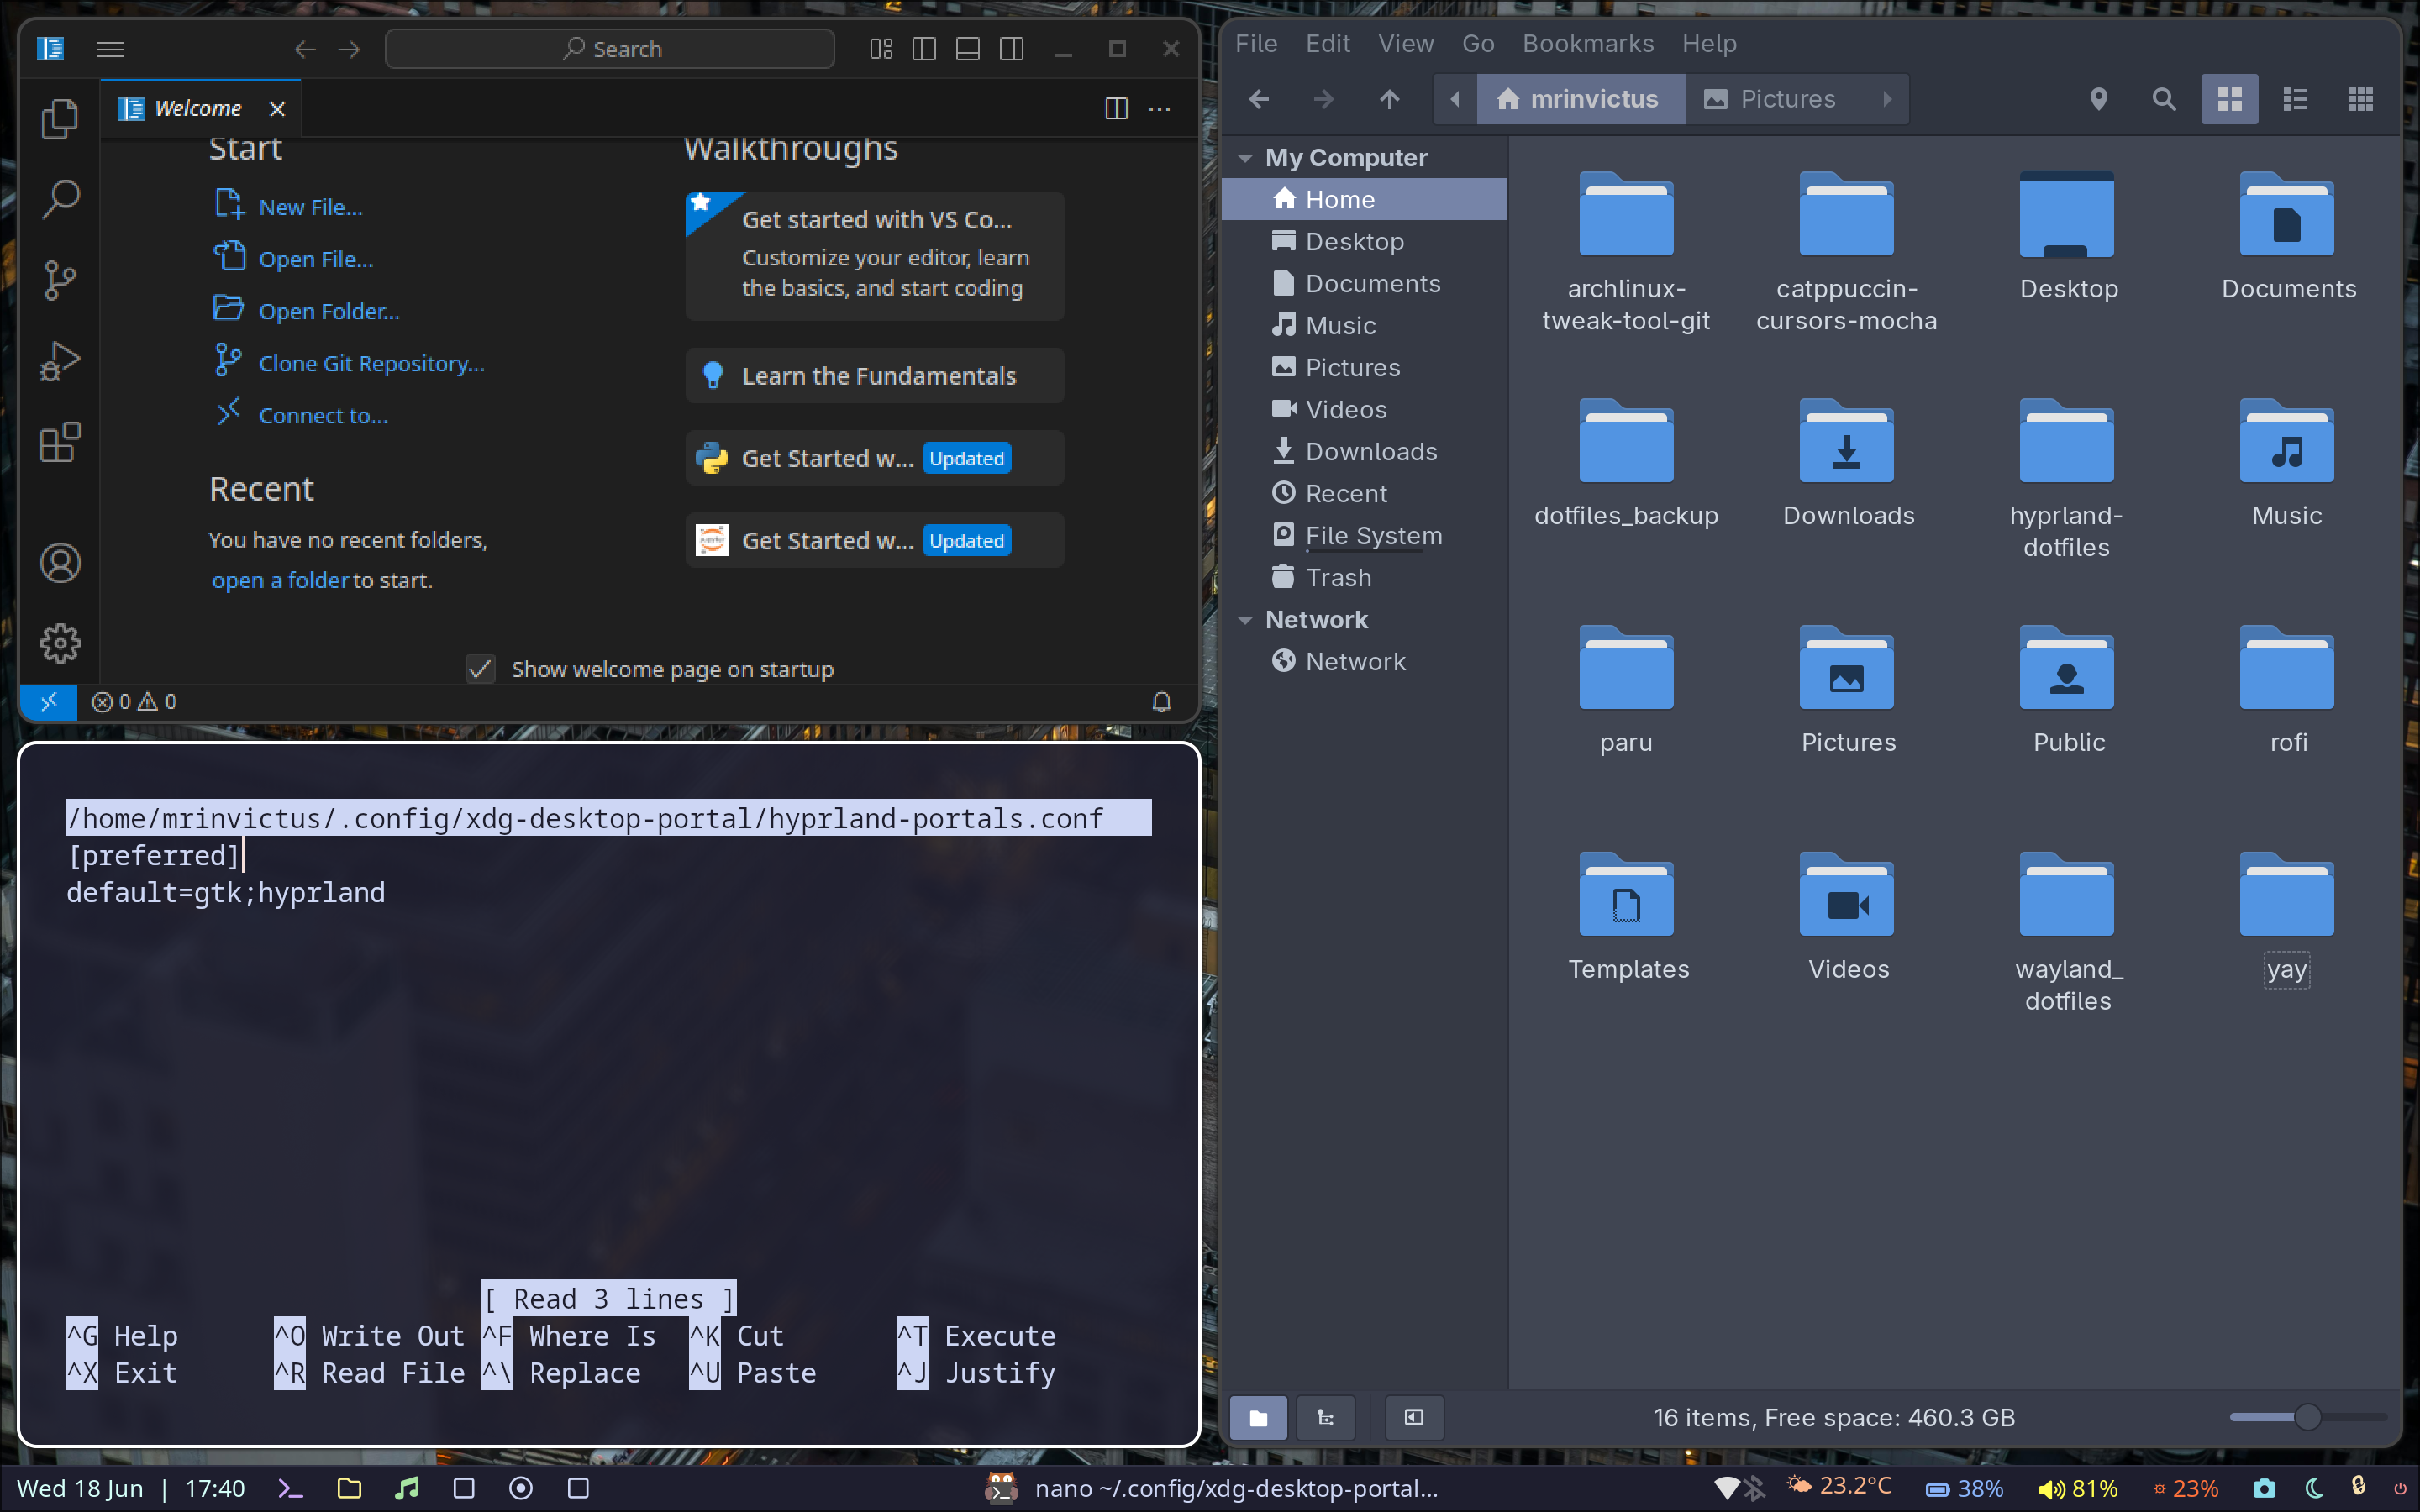 Search
Welcome
Start
New File...
Open File...
Open Folder...
Clone Git Repository...
Connect to...
Recent
You have no recent folders,
open a folder to start.
Walkthroughs
Get started with VS Co...
Customize your editor, learn
the basics, and start coding
Learn the Fundamentals
Get Started w... Updated
Get Started w... Updated
Show welcome page on startup
0 0
/home/mrinvictus/.config/xdg-desktop-portal/hyprland-portals.conf
[preferred]
default=gtk;hyprland
[ Read 3 lines ]
^G Help ^O Write Out ^F Where Is ^K Cut ^T Execute
^X Exit ^R Read File ^\ Replace ^U Paste ^J Justify
File Edit View Go Bookmarks Help
mrinvictus Pictures
My Computer
Home
Desktop
Documents
Music
Pictures
Videos
Downloads
Recent
File System
Trash
Network
Network
archlinux-
tweak-tool-git
catppuccin-
cursors-mocha
Desktop
Documents
dotfiles_backup
Downloads
hyprland-
dotfiles
Music
paru
Pictures
Public
rofi
Templates
Videos
wayland_
dotfiles
yay
16 items, Free space: 460.3 GB
Wed 18 Jun | 17:40
nano ~/.config/xdg-desktop-portal...
23.2°C 38% 81% 23%